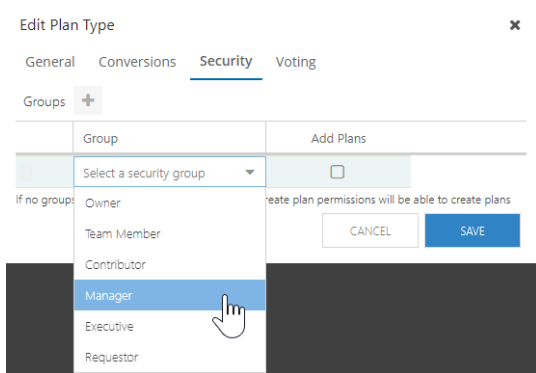 Edit Plan Type
General Conversions Security Voting
Groups
Group Add Plans
Select a security group
If no groups reate plan permissions will be able to create plans
Owner
Team Member
CANCEL SAVE
Contributor
Manager
Executive
Requestor